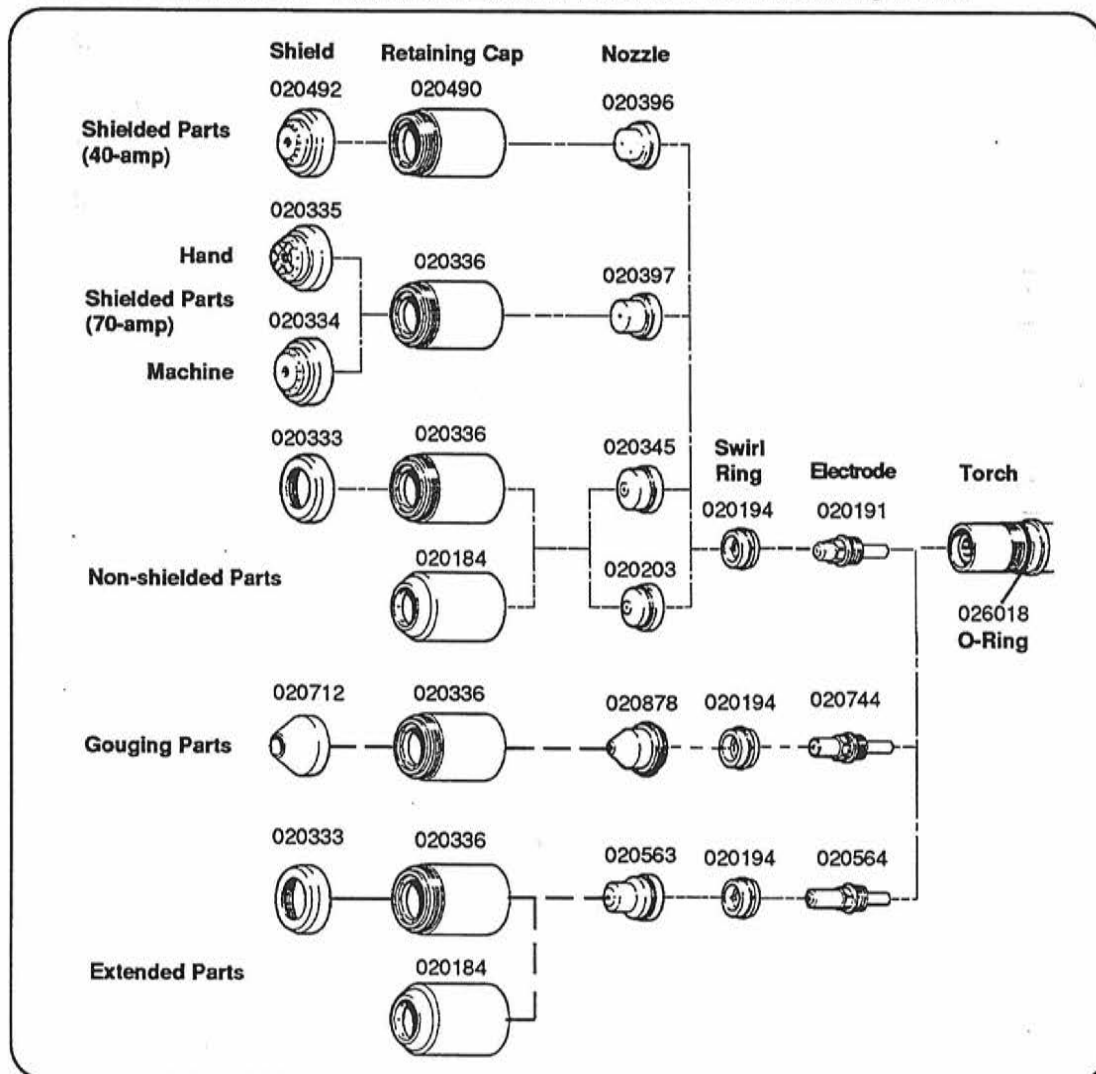 Shield Retaining Cap Nozzle
020492 020490 020396
Shielded Parts
(40-amp)
020335
Hand
020336 020397
Shielded Parts
(70-amp)
020334
Machine
020333 020336 020345 Swirl
Ring Electrode Torch
020194 020191
020184 020203
Non-shielded Parts
026018
O-Ring
020712 020336 020878 020194 020744
Gouging Parts
020333 020336 020563 020194 020564
020184
Extended Parts